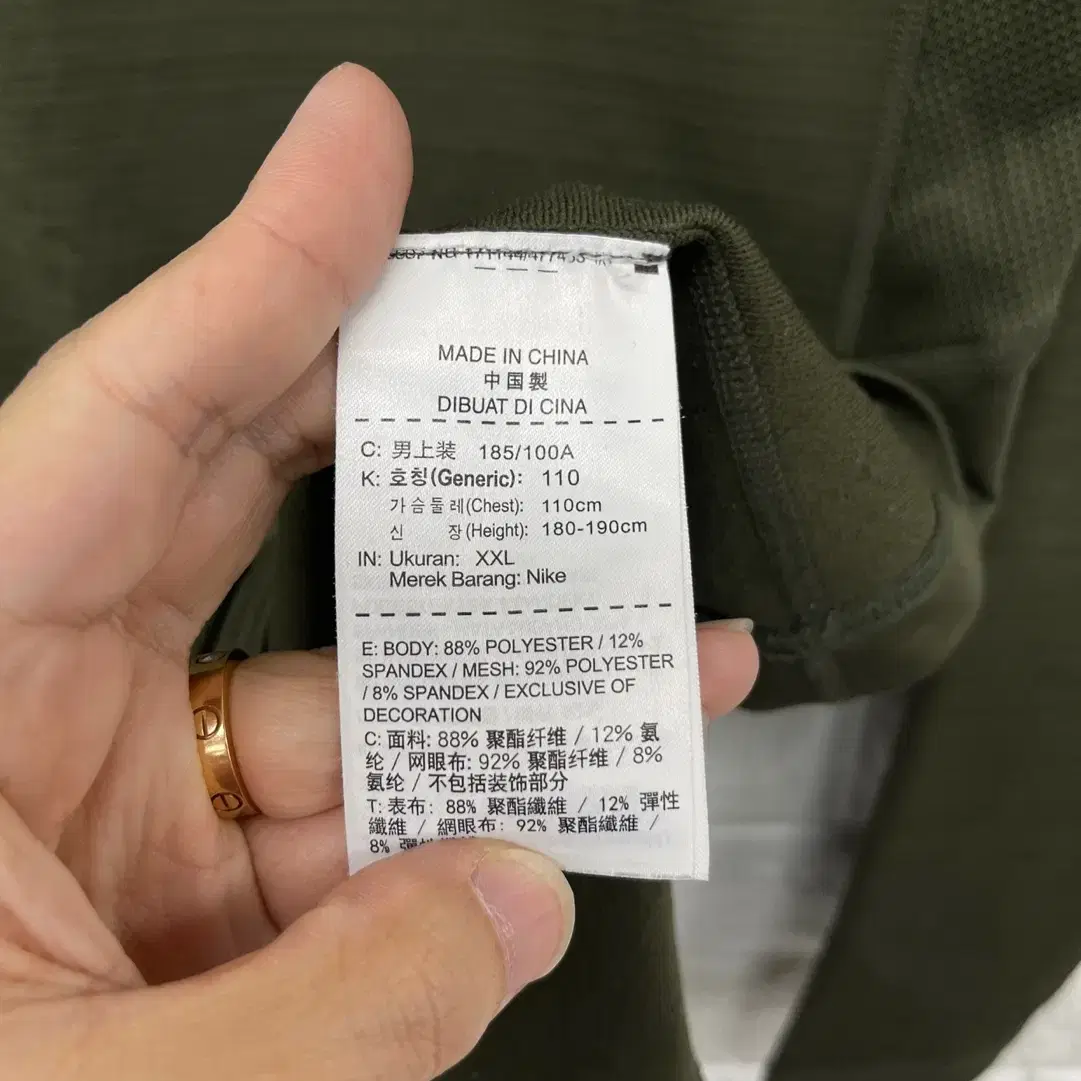 MADE IN CHINA
中国製
DIBUAT DI CINA
C: 男上装 185/100A
K: 호칭(Generic): 110
가슴둘레(Chest): 110cm
신 장(Height): 180-190cm
IN: Ukuran: XXL
Merek Barang: Nike
E: BODY: 88% POLYESTER / 12%
SPANDEX / MESH: 92% POLYESTER
/ 8% SPANDEX / EXCLUSIVE OF
DECORATION
C: 面料: 88% 聚酯纤维 / 12% 氨
纶 / 网眼布: 92% 聚酯纤维 / 8%
氨纶 / 不包括装饰部分
T: 表布: 88% 聚酯纖維 / 12% 彈性
纖維 / 網眼布: 92% 聚酯纖維 /
8%